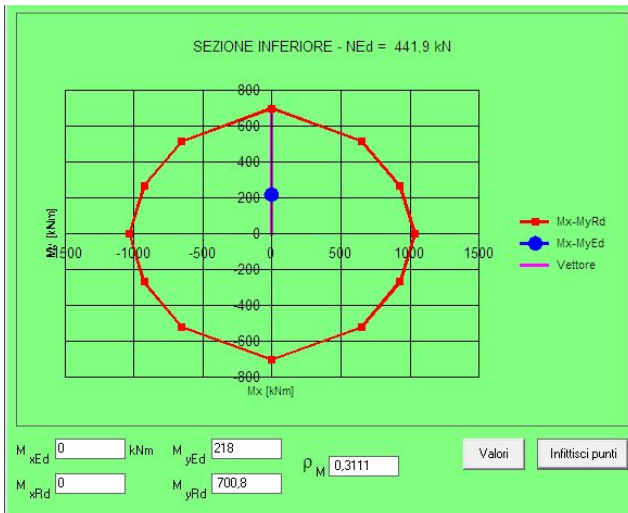 SEZIONE INFERIORE - NEd = 441,9 kN
800
600
400
200
0
-200
-400
-600
-800
-1500 -1000 -500 0 500 1000 1500
My [kNm]
Mx [kNm]
Mx-MyRd
Mx-MyEd
Vettore
M xEd 0 kNm M yEd 218
M xRd 0 M yRd 700,8
ρ M 0,3111
Valori Infittisci punti